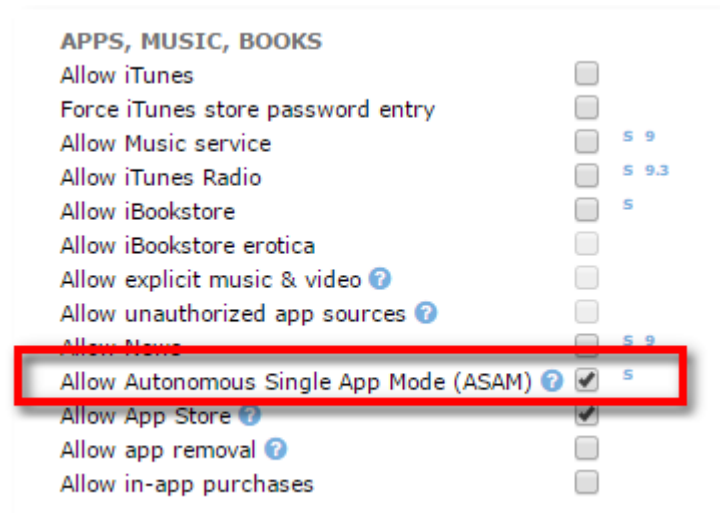 APPS, MUSIC, BOOKS
Allow iTunes
Force iTunes store password entry
Allow Music service S 9
Allow iTunes Radio S 9.3
Allow iBookstore S
Allow iBookstore erotica
Allow explicit music & video ?
Allow unauthorized app sources ?
Allow News S 9
Allow Autonomous Single App Mode (ASAM) ? S
Allow App Store ?
Allow app removal ?
Allow in-app purchases